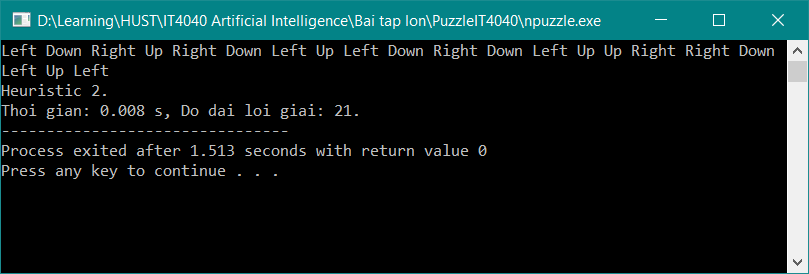 D:\Learning\HUST\IT4040 Artificial Intelligence\Bai tap lon\PuzzleIT4040\npuzzle.exe
Left Down Right Up Right Down Left Up Left Down Right Down Left Up Up Right Right Down
Left Up Left
Heuristic 2.
Thoi gian: 0.008 s, Do dai loi giai: 21.
--------------------------------
Process exited after 1.513 seconds with return value 0
Press any key to continue . . .